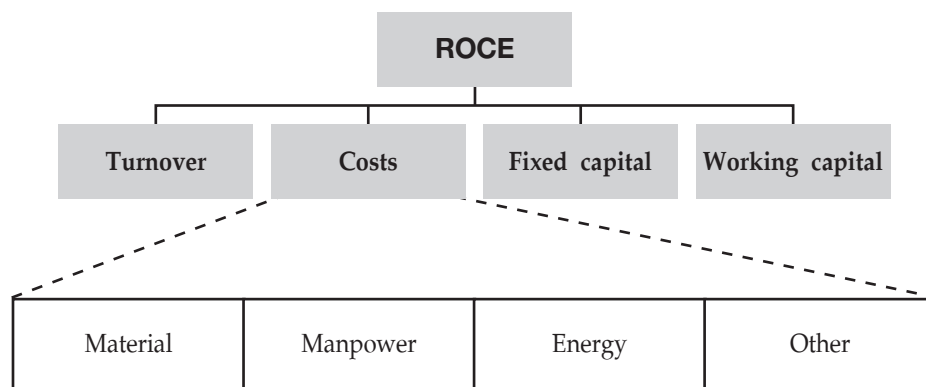 ROCE
Turnover
Costs
Fixed capital
Working capital
Material
Manpower
Energy
Other